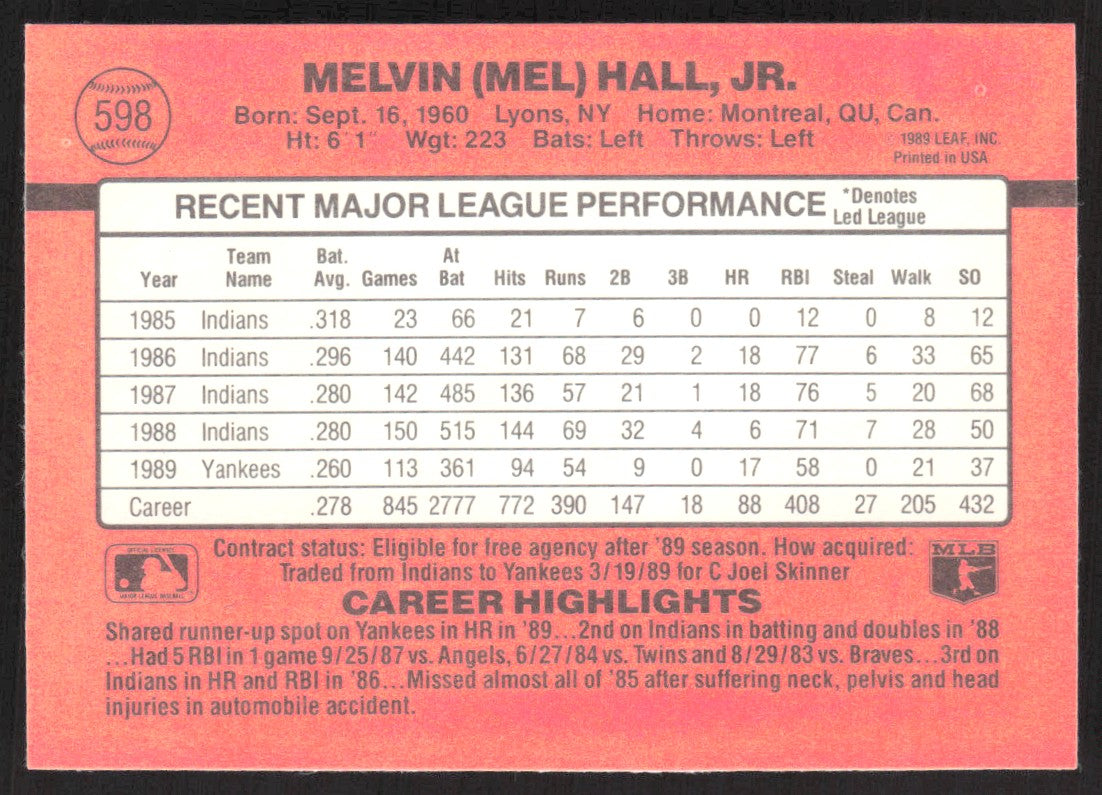 598
MELVIN (MEL) HALL, JR.
Born: Sept. 16, 1960 Lyons, NY Home: Montreal, QU, Can.
Ht: 6' 1" Wgt: 223 Bats: Left Throws: Left
1989 LEAF, INC.
Printed in USA
RECENT MAJOR LEAGUE PERFORMANCE *Denotes Led League
Year Team Name Bat. Avg. Games At Bat Hits Runs 2B 3B HR RBI Steal Walk SO
1985 Indians .318 23 66 21 7 6 0 0 12 0 8 12
1986 Indians .296 140 442 131 68 29 2 18 77 6 33 65
1987 Indians .280 142 485 136 57 21 1 18 76 5 20 68
1988 Indians .280 150 515 144 69 32 4 6 71 7 28 50
1989 Yankees .260 113 361 94 54 9 0 17 58 0 21 37
Career .278 845 2777 772 390 147 18 88 408 27 205 432
OFFICIAL LICENSEE
MAJOR LEAGUE BASEBALL
Contract status: Eligible for free agency after '89 season. How acquired:
Traded from Indians to Yankees 3/19/89 for C Joel Skinner
MLB
CAREER HIGHLIGHTS
Shared runner-up spot on Yankees in HR in '89...2nd on Indians in batting and doubles in '88
...Had 5 RBI in 1 game 9/25/87 vs. Angels, 6/27/84 vs. Twins and 8/29/83 vs. Braves...3rd on
Indians in HR and RBI in '86...Missed almost all of '85 after suffering neck, pelvis and head
injuries in automobile accident.